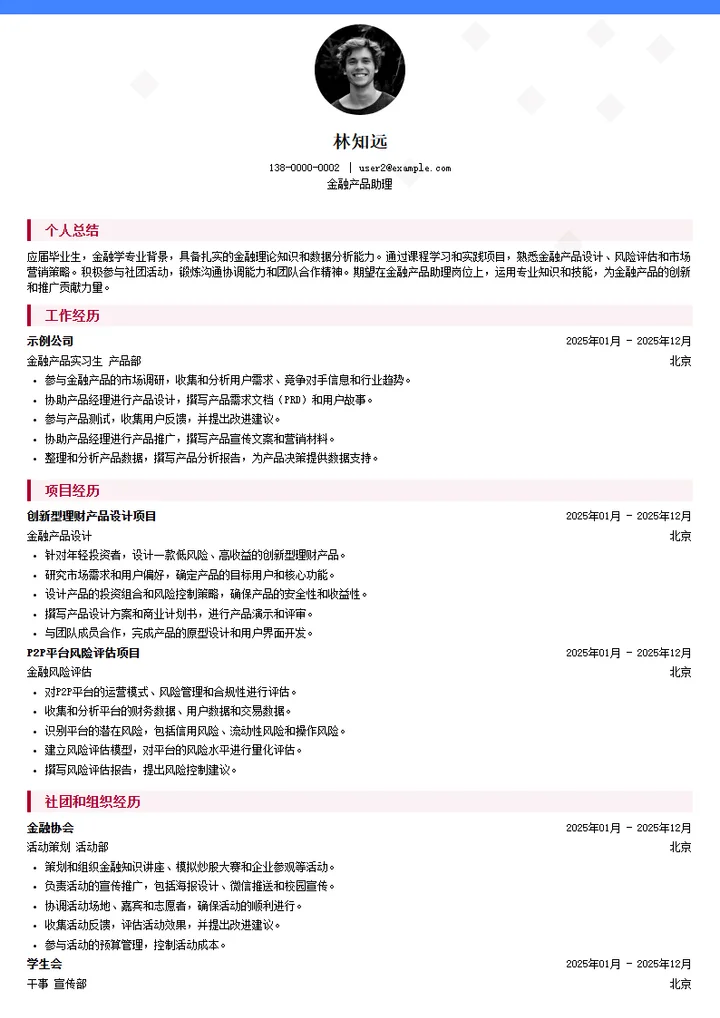 林知远
138-0000-0002 | user2@example.com
金融产品助理
个人总结
应届毕业生，金融学专业背景，具备扎实的金融理论知识和数据分析能力。通过课程学习和实践项目，熟悉金融产品设计、风险评估和市场
营销策略。积极参与社团活动，锻炼沟通协调能力和团队合作精神。期望在金融产品助理岗位上，运用专业知识和技能，为金融产品的创新
和推广贡献力量。
工作经历
示例公司 2025年01月 - 2025年12月
金融产品实习生 产品部 北京
• 参与金融产品的市场调研，收集和分析用户需求、竞争对手信息和行业趋势。
• 协助产品经理进行产品设计，撰写产品需求文档（PRD）和用户故事。
• 参与产品测试，收集用户反馈，并提出改进建议。
• 协助产品经理进行产品推广，撰写产品宣传文案和营销材料。
• 整理和分析产品数据，撰写产品分析报告，为产品决策提供数据支持。
项目经历
创新型理财产品设计项目 2025年01月 - 2025年12月
金融产品设计 北京
• 针对年轻投资者，设计一款低风险、高收益的创新型理财产品。
• 研究市场需求和用户偏好，确定产品的目标用户和核心功能。
• 设计产品的投资组合和风险控制策略，确保产品的安全性和收益性。
• 撰写产品设计方案和商业计划书，进行产品演示和评审。
• 与团队成员合作，完成产品的原型设计和用户界面开发。
P2P平台风险评估项目 2025年01月 - 2025年12月
金融风险评估 北京
• 对P2P平台的运营模式、风险管理和合规性进行评估。
• 收集和分析平台的财务数据、用户数据和交易数据。
• 识别平台的潜在风险，包括信用风险、流动性风险和操作风险。
• 建立风险评估模型，对平台的风险水平进行量化评估。
• 撰写风险评估报告，提出风险控制建议。
社团和组织经历
金融协会 2025年01月 - 2025年12月
活动策划 活动部 北京
• 策划和组织金融知识讲座、模拟炒股大赛和企业参观等活动。
• 负责活动的宣传推广，包括海报设计、微信推送和校园宣传。
• 协调活动场地、嘉宾和志愿者，确保活动的顺利进行。
• 收集活动反馈，评估活动效果，并提出改进建议。
• 参与活动的预算管理，控制活动成本。
学生会 2025年01月 - 2025年12月
干事 宣传部 北京